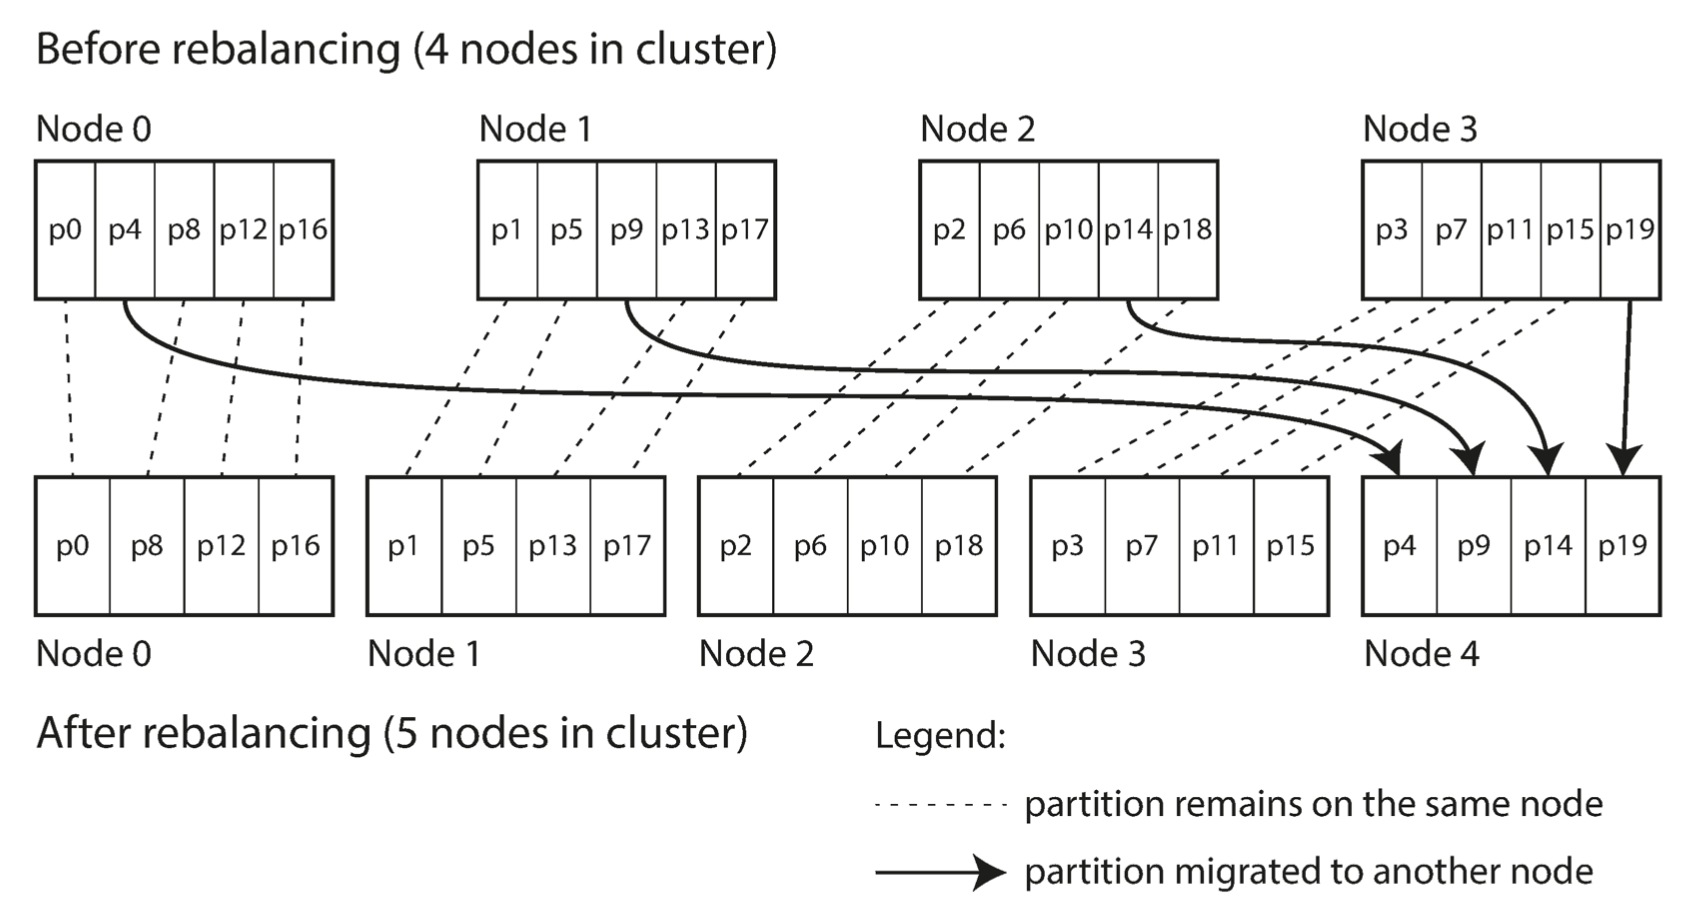 Before rebalancing (4 nodes in cluster)
Node 0 Node 1 Node 2 Node 3
p0 p4 p8 p12 p16 p1 p5 p9 p13 p17 p2 p6 p10 p14 p18 p3 p7 p11 p15 p19
p0 p8 p12 p16 p1 p5 p13 p17 p2 p6 p10 p18 p3 p7 p11 p15 p4 p9 p14 p19
Node 0 Node 1 Node 2 Node 3 Node 4
After rebalancing (5 nodes in cluster)
Legend:
partition remains on the same node
partition migrated to another node